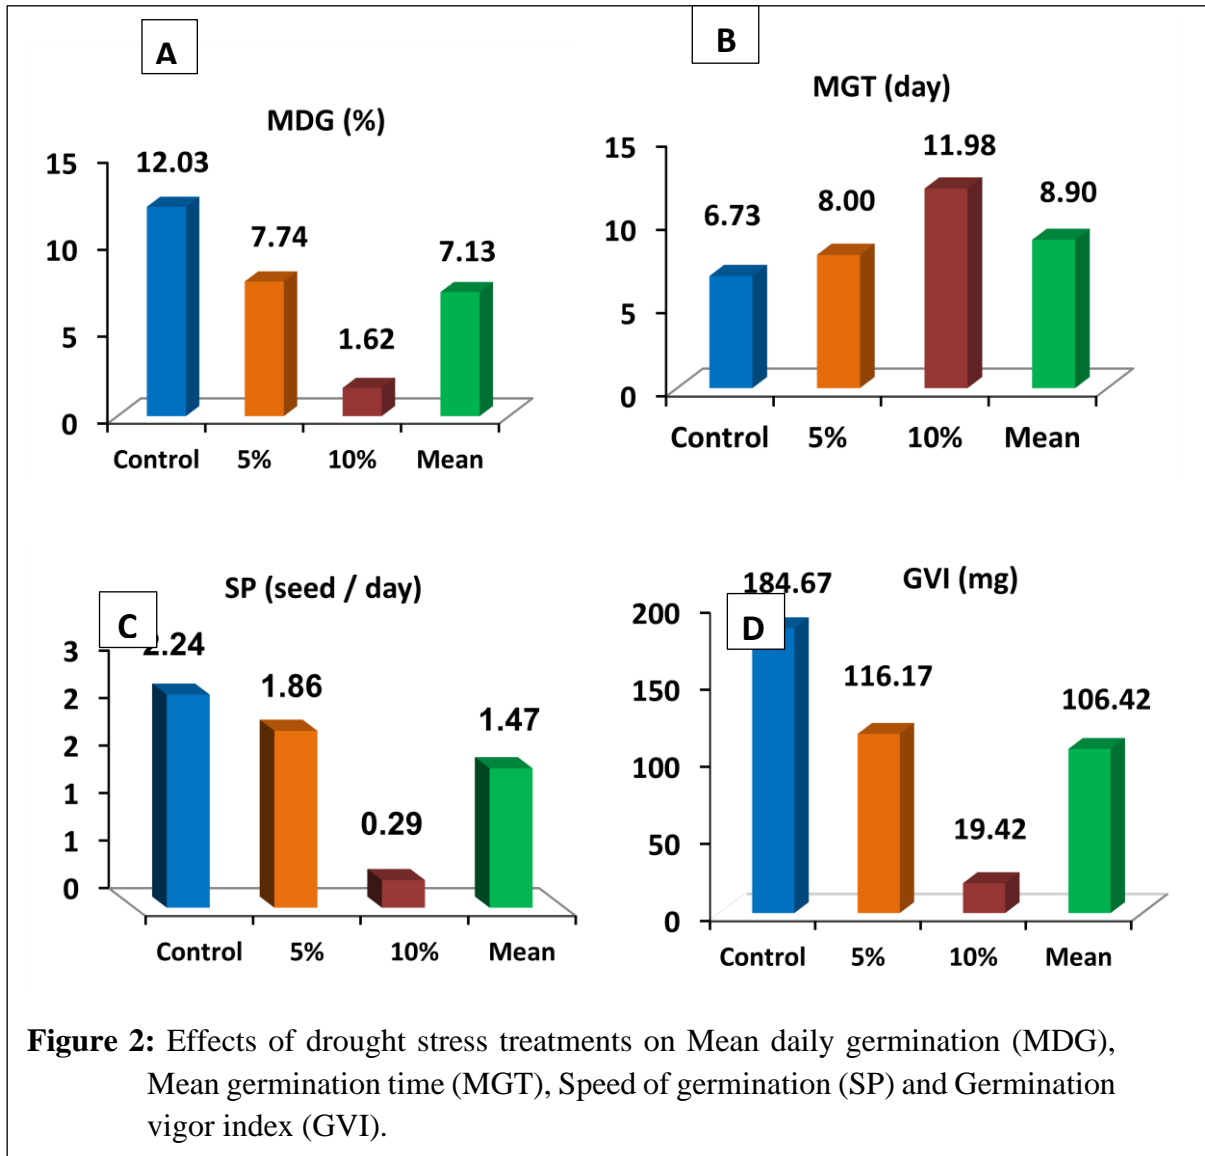 A
MDG (%)
15
10
5
0
12.03
7.74
1.62
7.13
Control 5% 10% Mean
B
MGT (day)
15
10
5
0
6.73
8.00
11.98
8.90
Control 5% 10% Mean
C
SP (seed / day)
3
2
2
1
1
0
2.24
1.86
0.29
1.47
Control 5% 10% Mean
D
GVI (mg)
200
150
100
50
0
184.67
116.17
19.42
106.42
Control 5% 10% Mean
Figure 2: Effects of drought stress treatments on Mean daily germination (MDG),
Mean germination time (MGT), Speed of germination (SP) and Germination
vigor index (GVI).